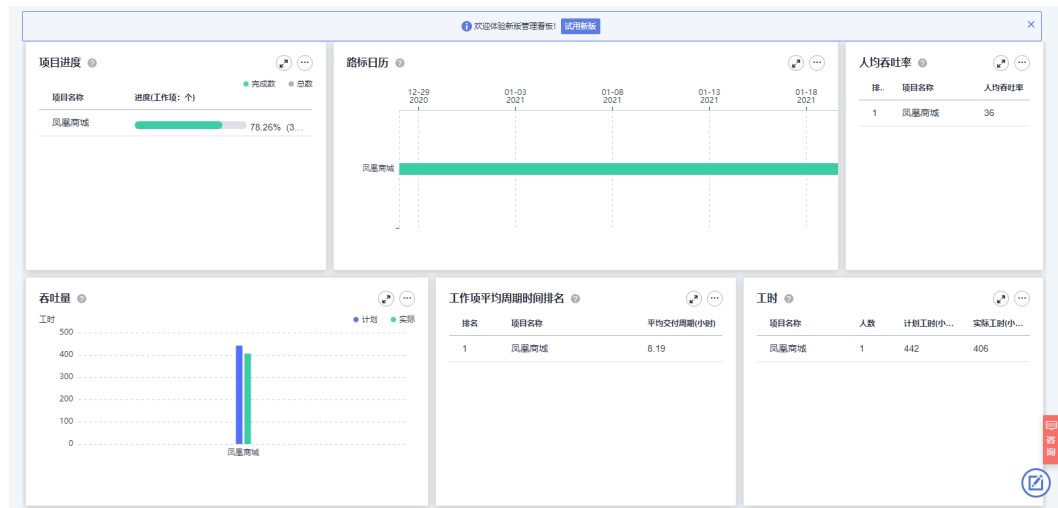 欢迎体验新版管理看板! 试用新版
项目进度
完成数 总数
项目名称 进度(工作项: 个)
凤凰商城 78.26% (3...
路标日历
12-29 01-03 01-08 01-13 01-18
2020 2021 2021 2021 2021
凤凰商城
人均吞吐率
排.. 项目名称 人均吞吐率
1 凤凰商城 36
吞吐量
工时 计划 实际
500
400
300
200
100
0
凤凰商城
工作项平均周期时间排名
排名 项目名称 平均交付周期(小时)
1 凤凰商城 8.19
工时
项目名称 人数 计划工时(小... 实际工时(小...
凤凰商城 1 442 406
咨询